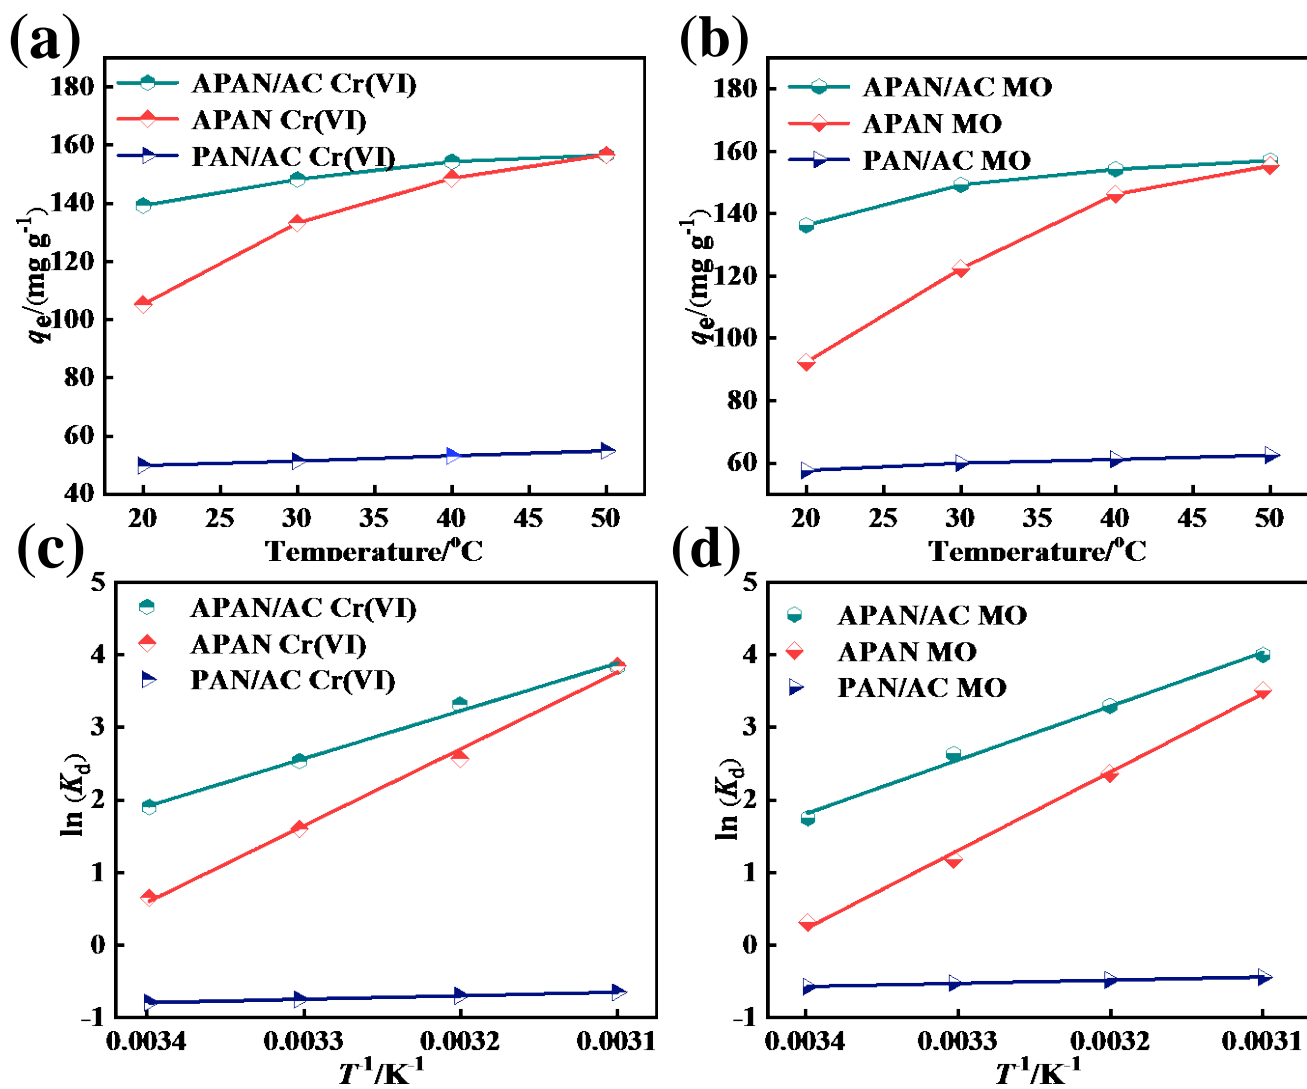 (a)
APAN/AC Cr(VI)
APAN Cr(VI)
PAN/AC Cr(VI)
180
160
140
120
100
80
60
40
qe/(mg g-1)
20 25 30 35 40 45 50
Temperature/oC
(b)
APAN/AC MO
APAN MO
PAN/AC MO
180
160
140
120
100
80
60
qe/(mg g-1)
20 25 30 35 40 45 50
Temperature/oC
(c)
APAN/AC Cr(VI)
APAN Cr(VI)
PAN/AC Cr(VI)
5
4
3
2
1
0
-1
ln (Kd)
0.0034 0.0033 0.0032 0.0031
T-1/K-1
(d)
APAN/AC MO
APAN MO
PAN/AC MO
5
4
3
2
1
0
-1
ln (Kd)
0.0034 0.0033 0.0032 0.0031
T-1/K-1